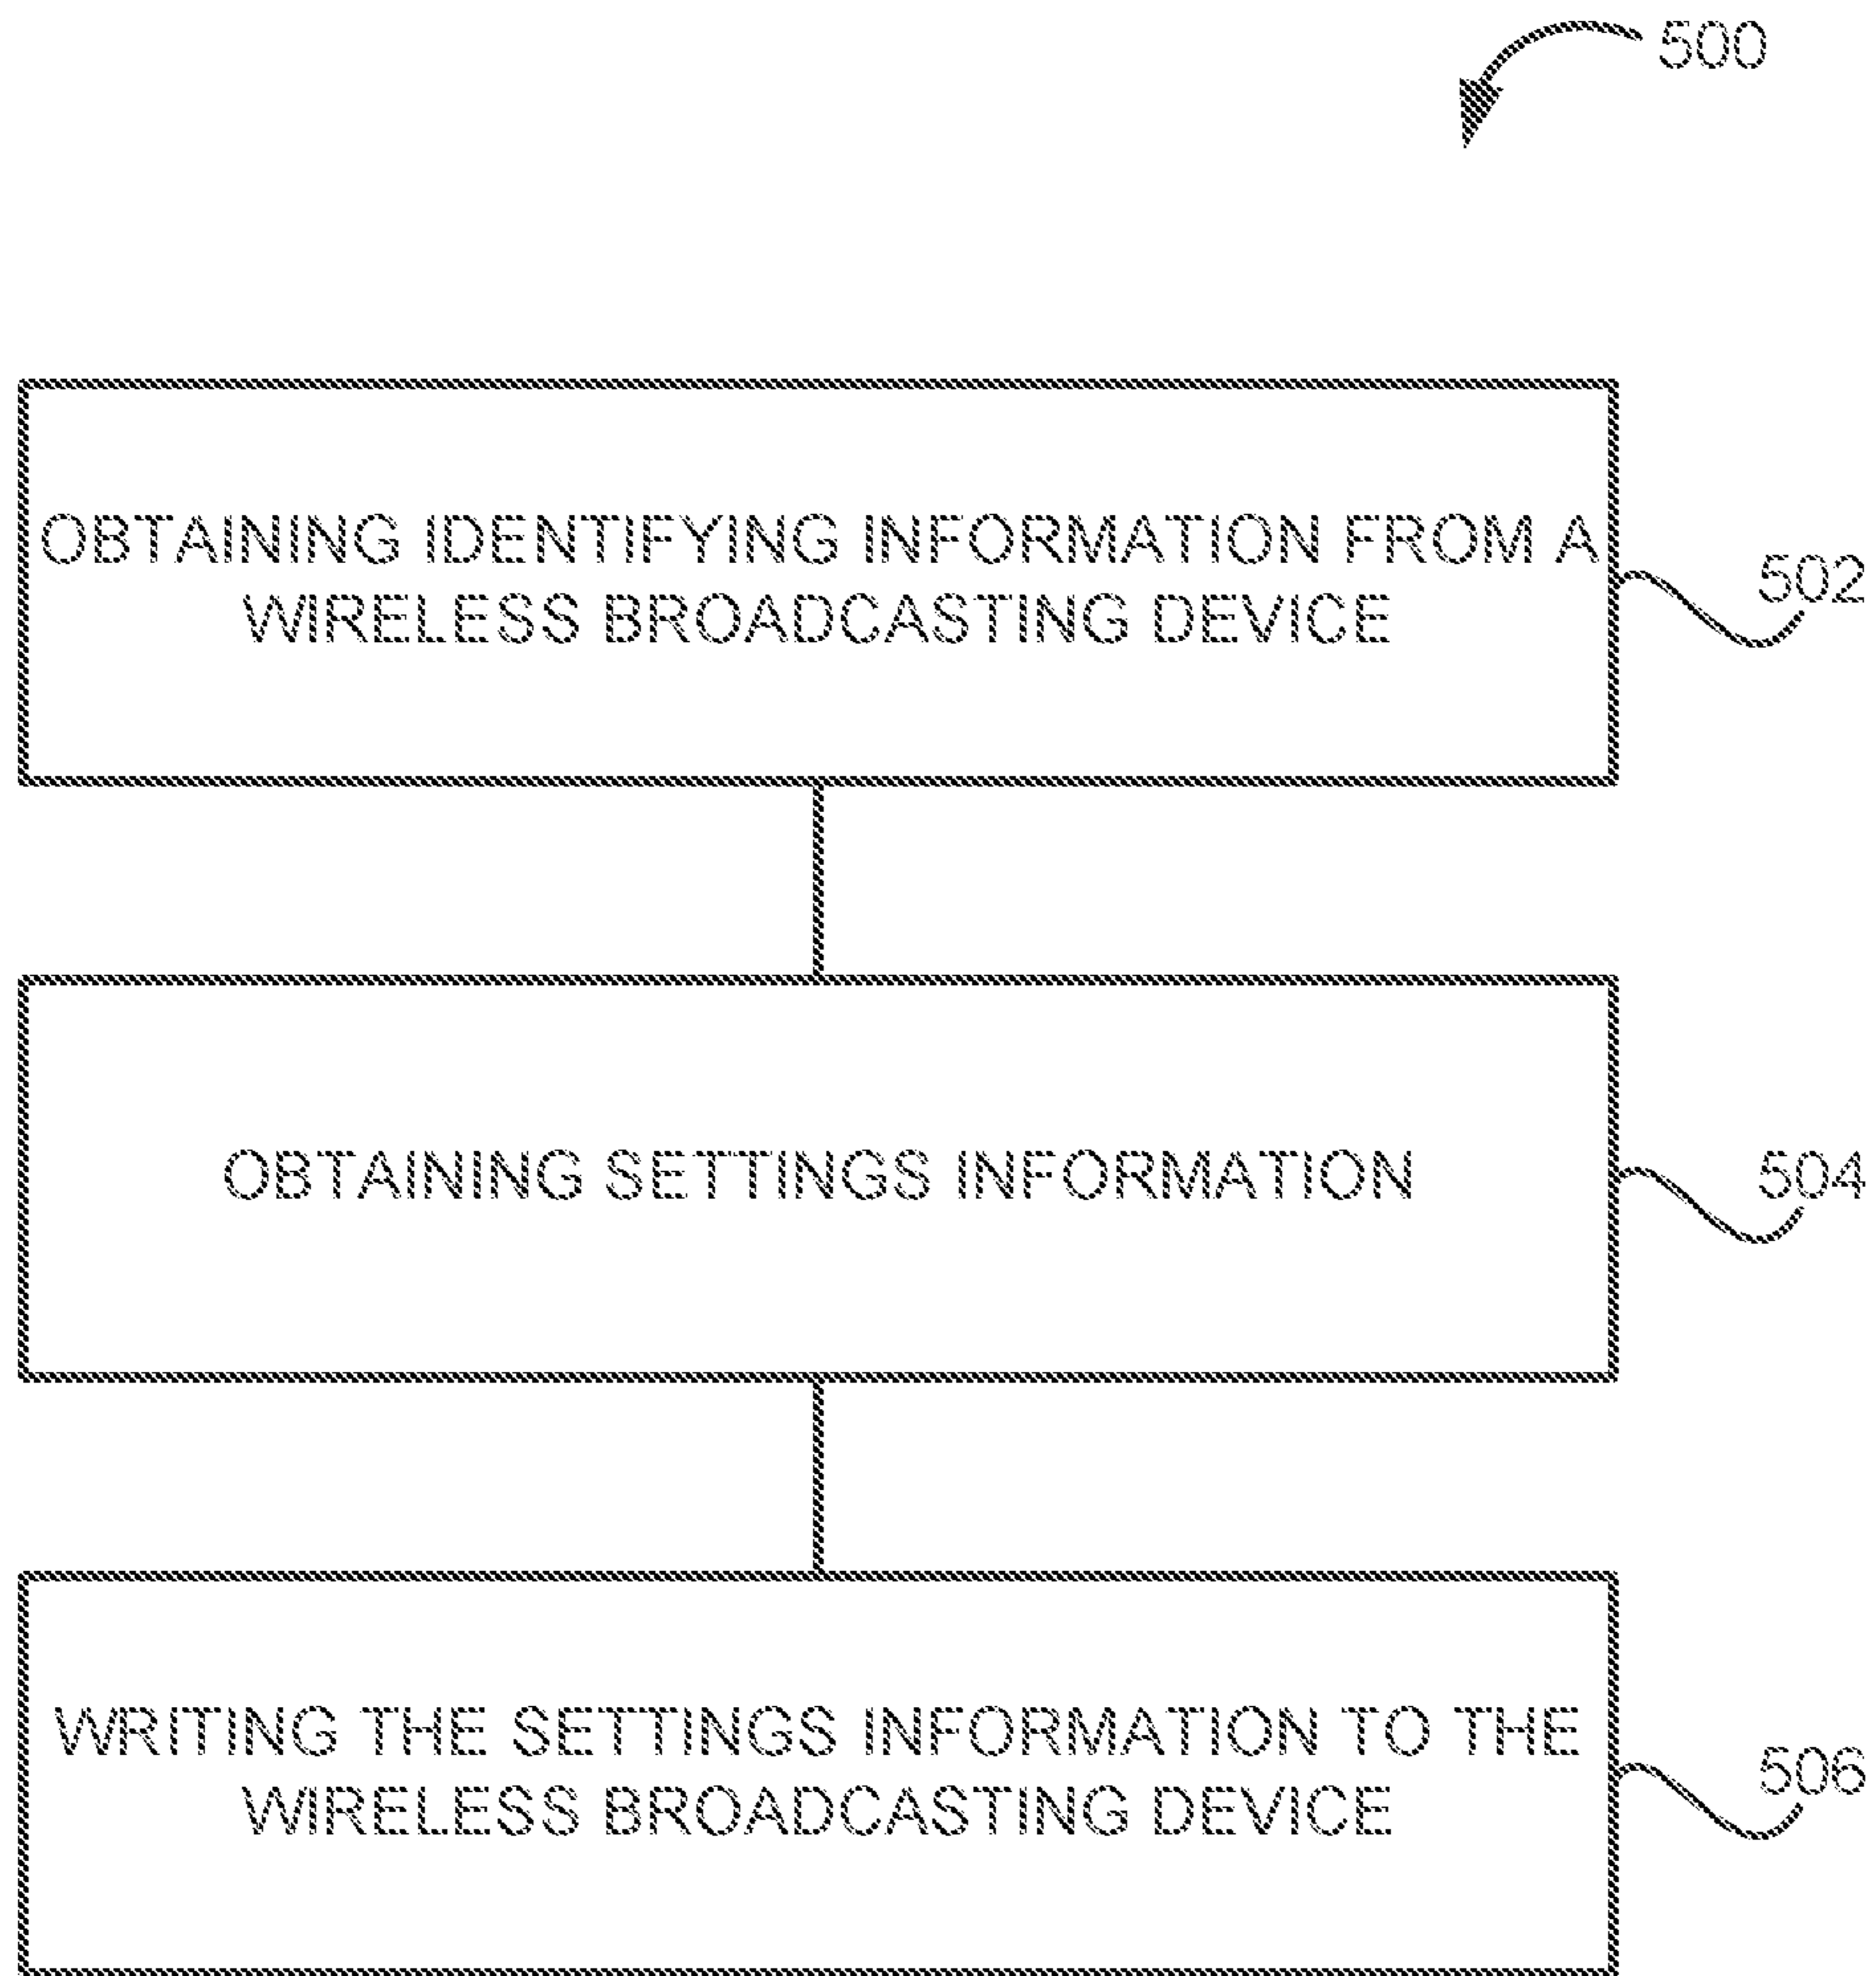 500
OBTAINING IDENTIFYING INFORMATION FROM A
WIRELESS BROADCASTING DEVICE
502
OBTAINING SETTINGS INFORMATION
504
WRITING THE SETTINGS INFORMATION TO THE
WIRELESS BROADCASTING DEVICE
506